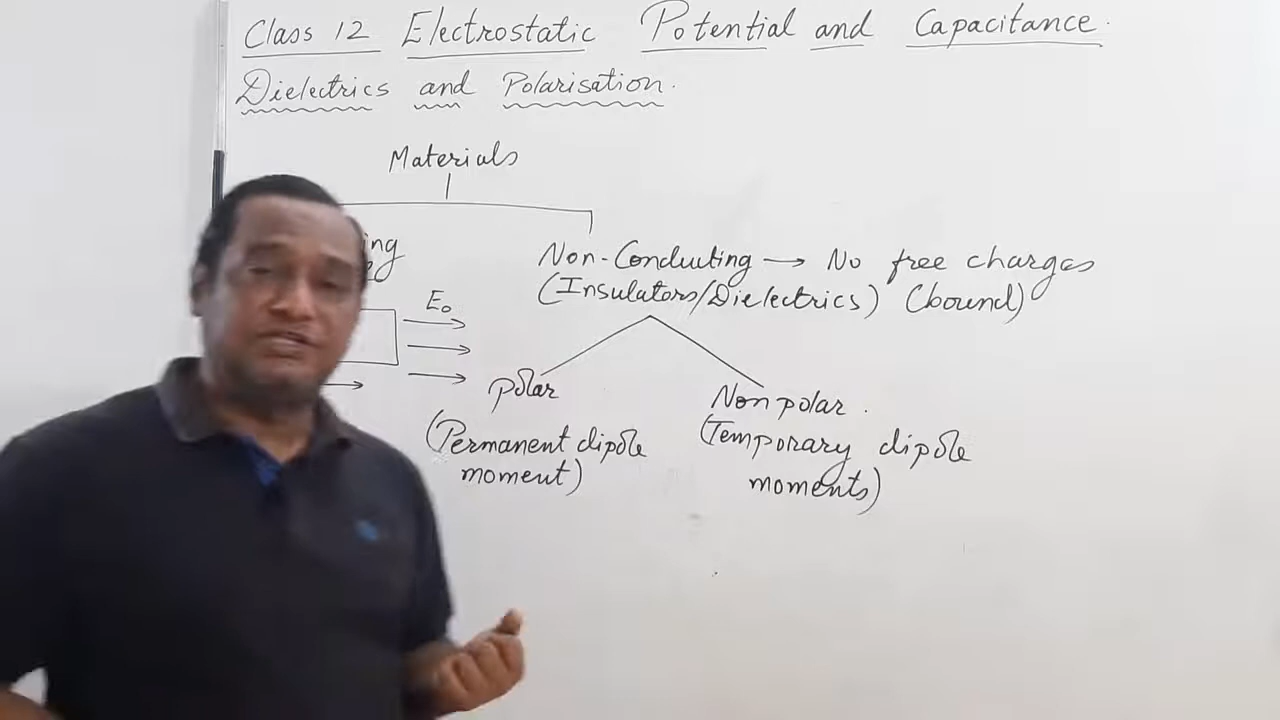 Class 12 Electrostatic Potential and Capacitance.
Dielectrics and Polarisation.
Materials
Non-Conducting → No free charges
(Insulators/Dielectrics) (bound)
E₀
polar
Non polar.
(Permanent dipole
moment)
(Temporary dipole
moments)